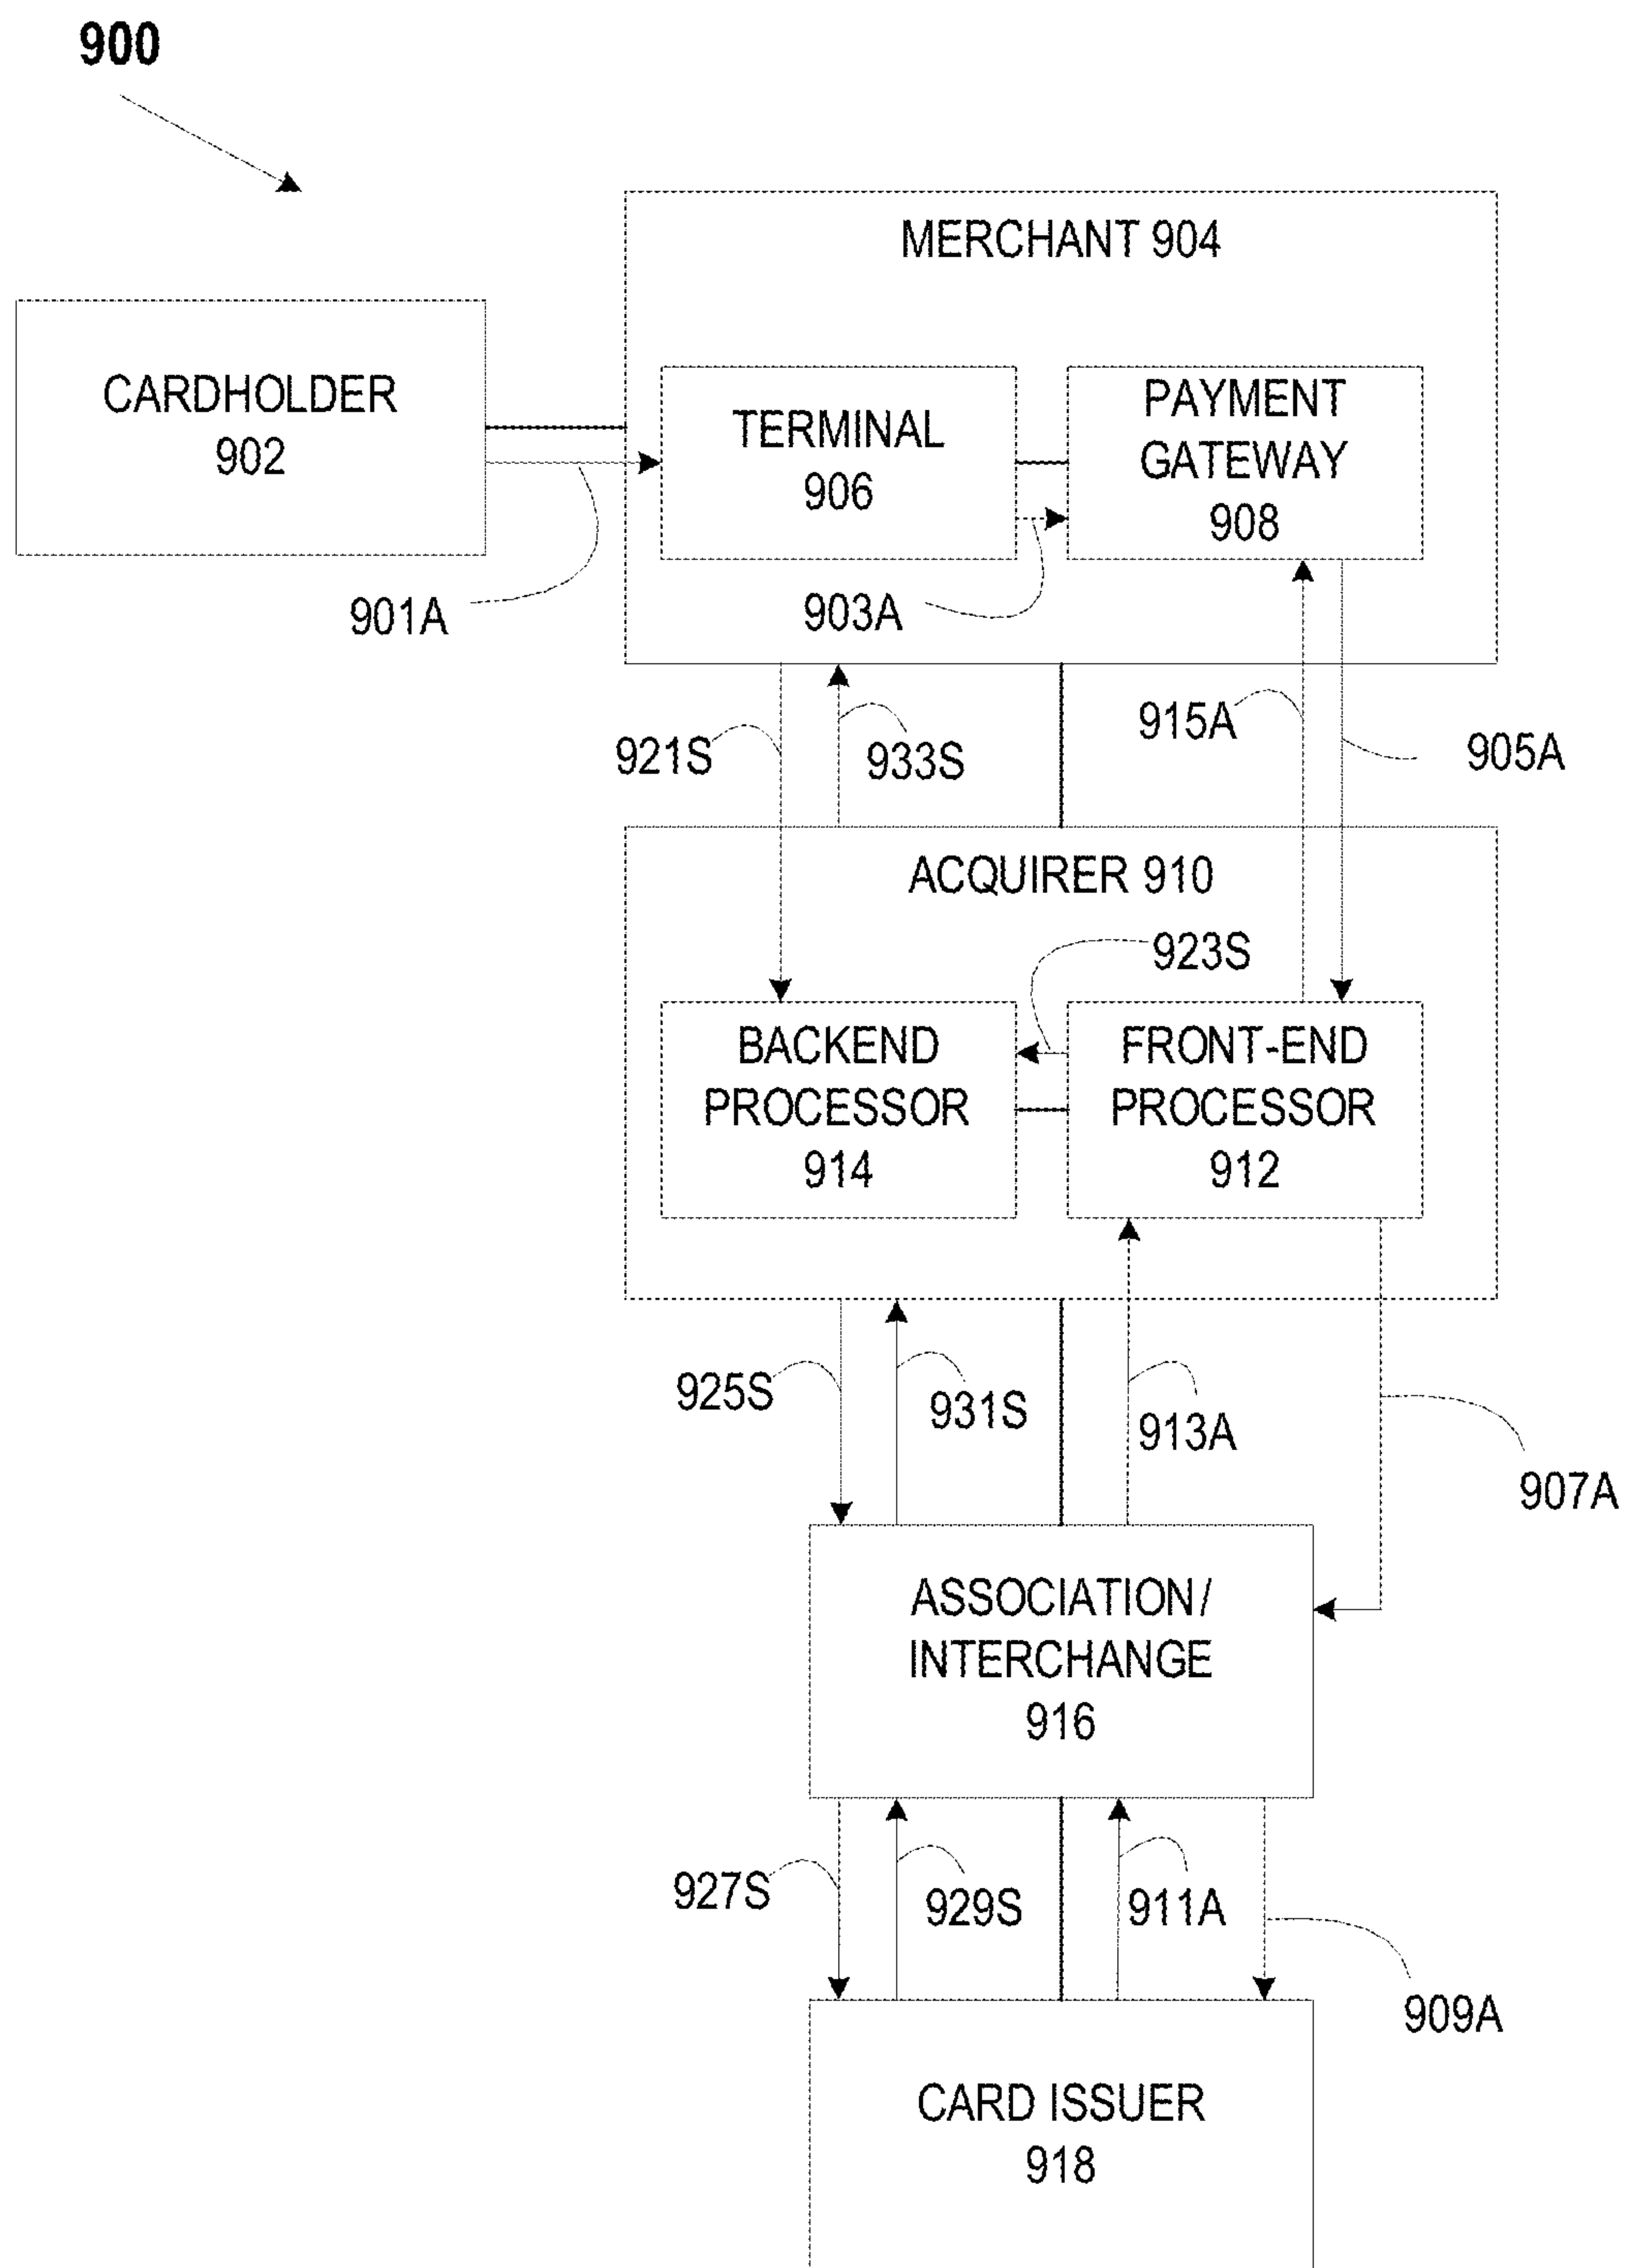 900
MERCHANT 904
CARDHOLDER
902
TERMINAL
906
PAYMENT
GATEWAY
908
901A
903A
921S
933S
915A
905A
ACQUIRER 910
923S
BACKEND
PROCESSOR
914
FRONT-END
PROCESSOR
912
925S
931S
913A
907A
ASSOCIATION/
INTERCHANGE
916
927S
929S
911A
909A
CARD ISSUER
918